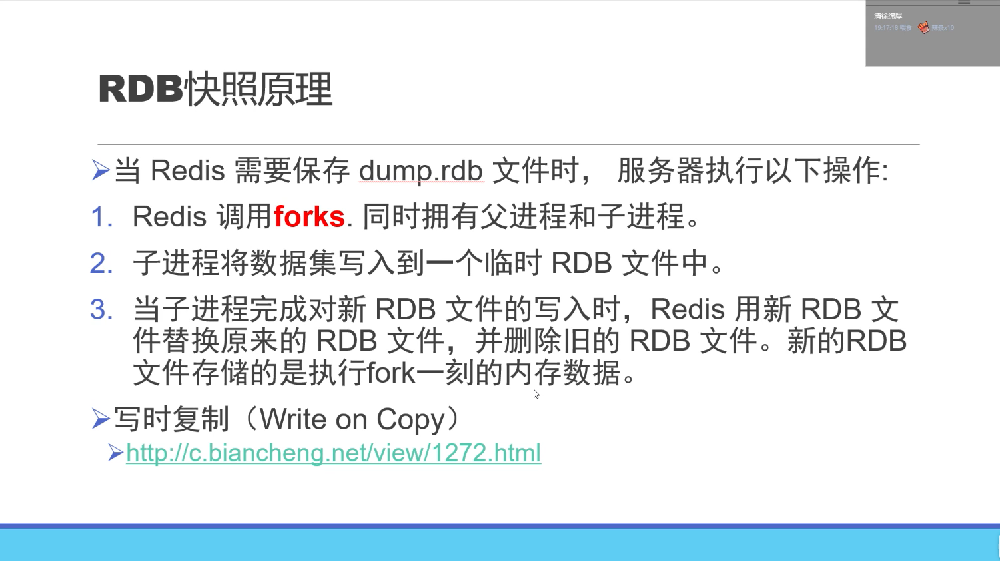 清徐绵厚
19:17:18 喂食 辣条x10
RDB快照原理
当 Redis 需要保存 dump.rdb 文件时， 服务器执行以下操作:
1. Redis 调用forks. 同时拥有父进程和子进程。
2. 子进程将数据集写入到一个临时 RDB 文件中。
3. 当子进程完成对新 RDB 文件的写入时，Redis 用新 RDB 文
件替换原来的 RDB 文件，并删除旧的 RDB 文件。新的RDB
文件存储的是执行fork一刻的内存数据。
写时复制（Write on Copy）
http://c.biancheng.net/view/1272.html